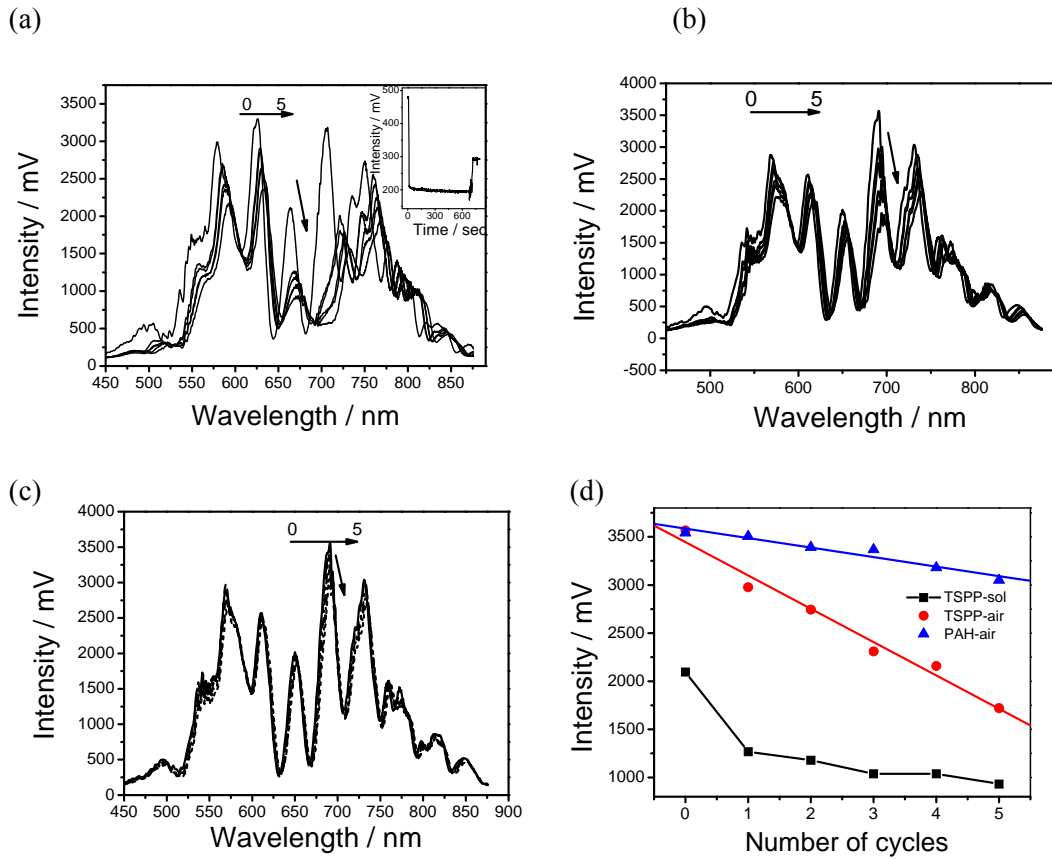 (a)
(b)
0 5
3500
3000
2500
2000
1500
1000
500
0
450 500 550 600 650 700 750 800 850
Intensity / mV
Wavelength / nm
500
400
300
200
0 300 600
Intensity / mV
Time / sec
0 5
4000
3500
3000
2500
2000
1500
1000
500
0
-500
500 600 700 800
Intensity / mV
Wavelength / nm
(c)
(d)
0 5
4000
3500
3000
2500
2000
1500
1000
500
0
450 500 550 600 650 700 750 800 850 900
Intensity / mV
Wavelength / nm
3500
3000
2500
2000
1500
1000
0 1 2 3 4 5
Intensity / mV
Number of cycles
TSPP-sol
TSPP-air
PAH-air